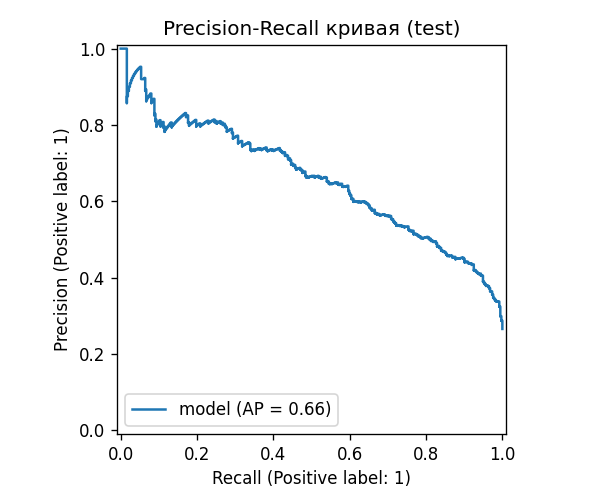 Precision-Recall кривая (test)
1.0
0.8
0.6
0.4
0.2
0.0
Precision (Positive label: 1)
model (AP = 0.66)
0.0 0.2 0.4 0.6 0.8 1.0
Recall (Positive label: 1)